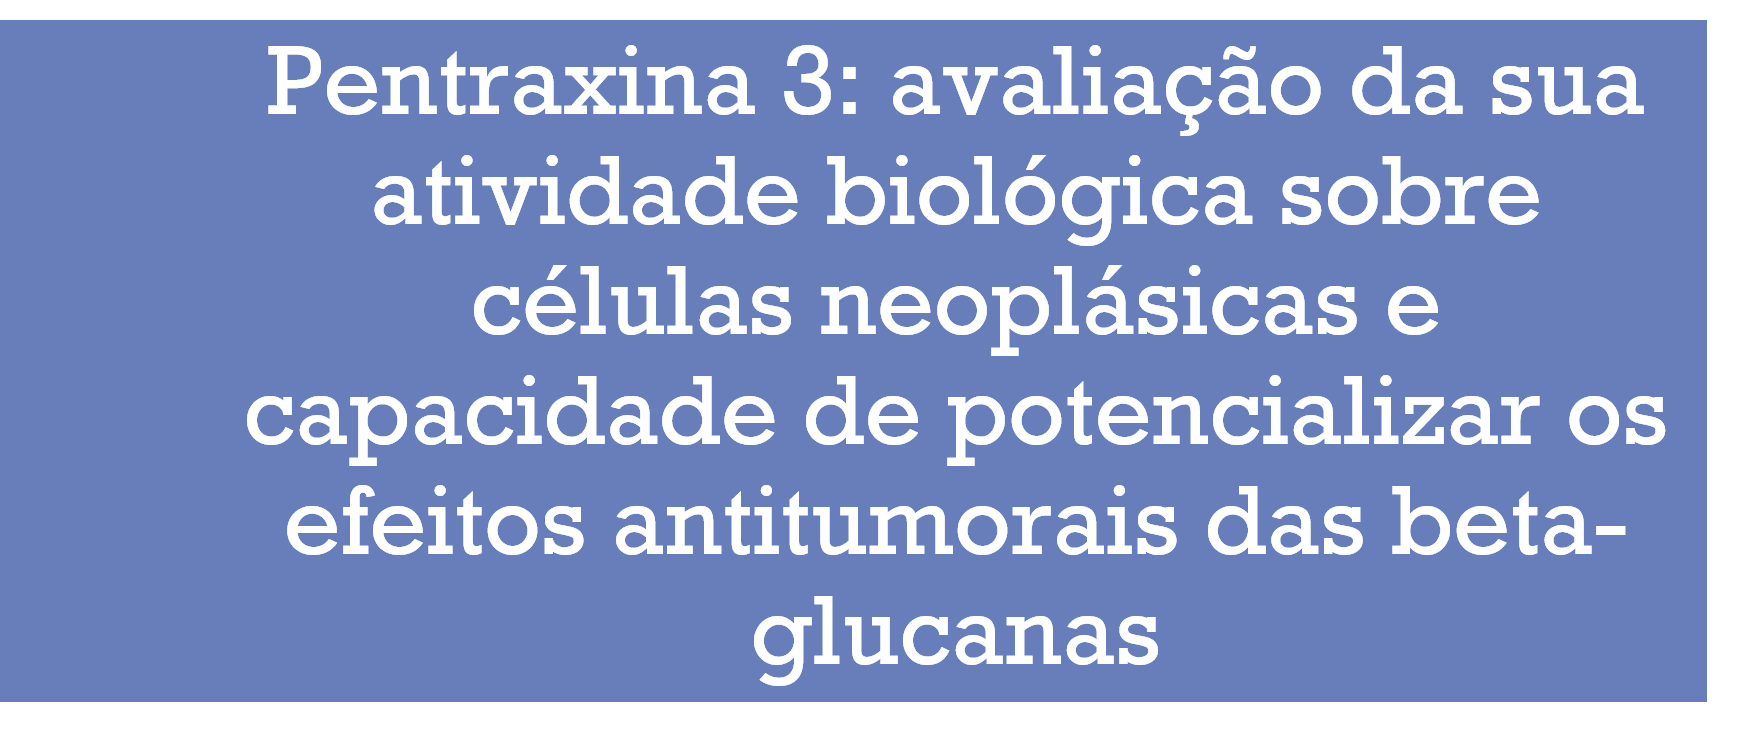 Pentraxina 3: avaliação da sua
atividade biológica sobre
células neoplásicas e
capacidade de potencializar os
efeitos antitumorais das beta-
glucanas